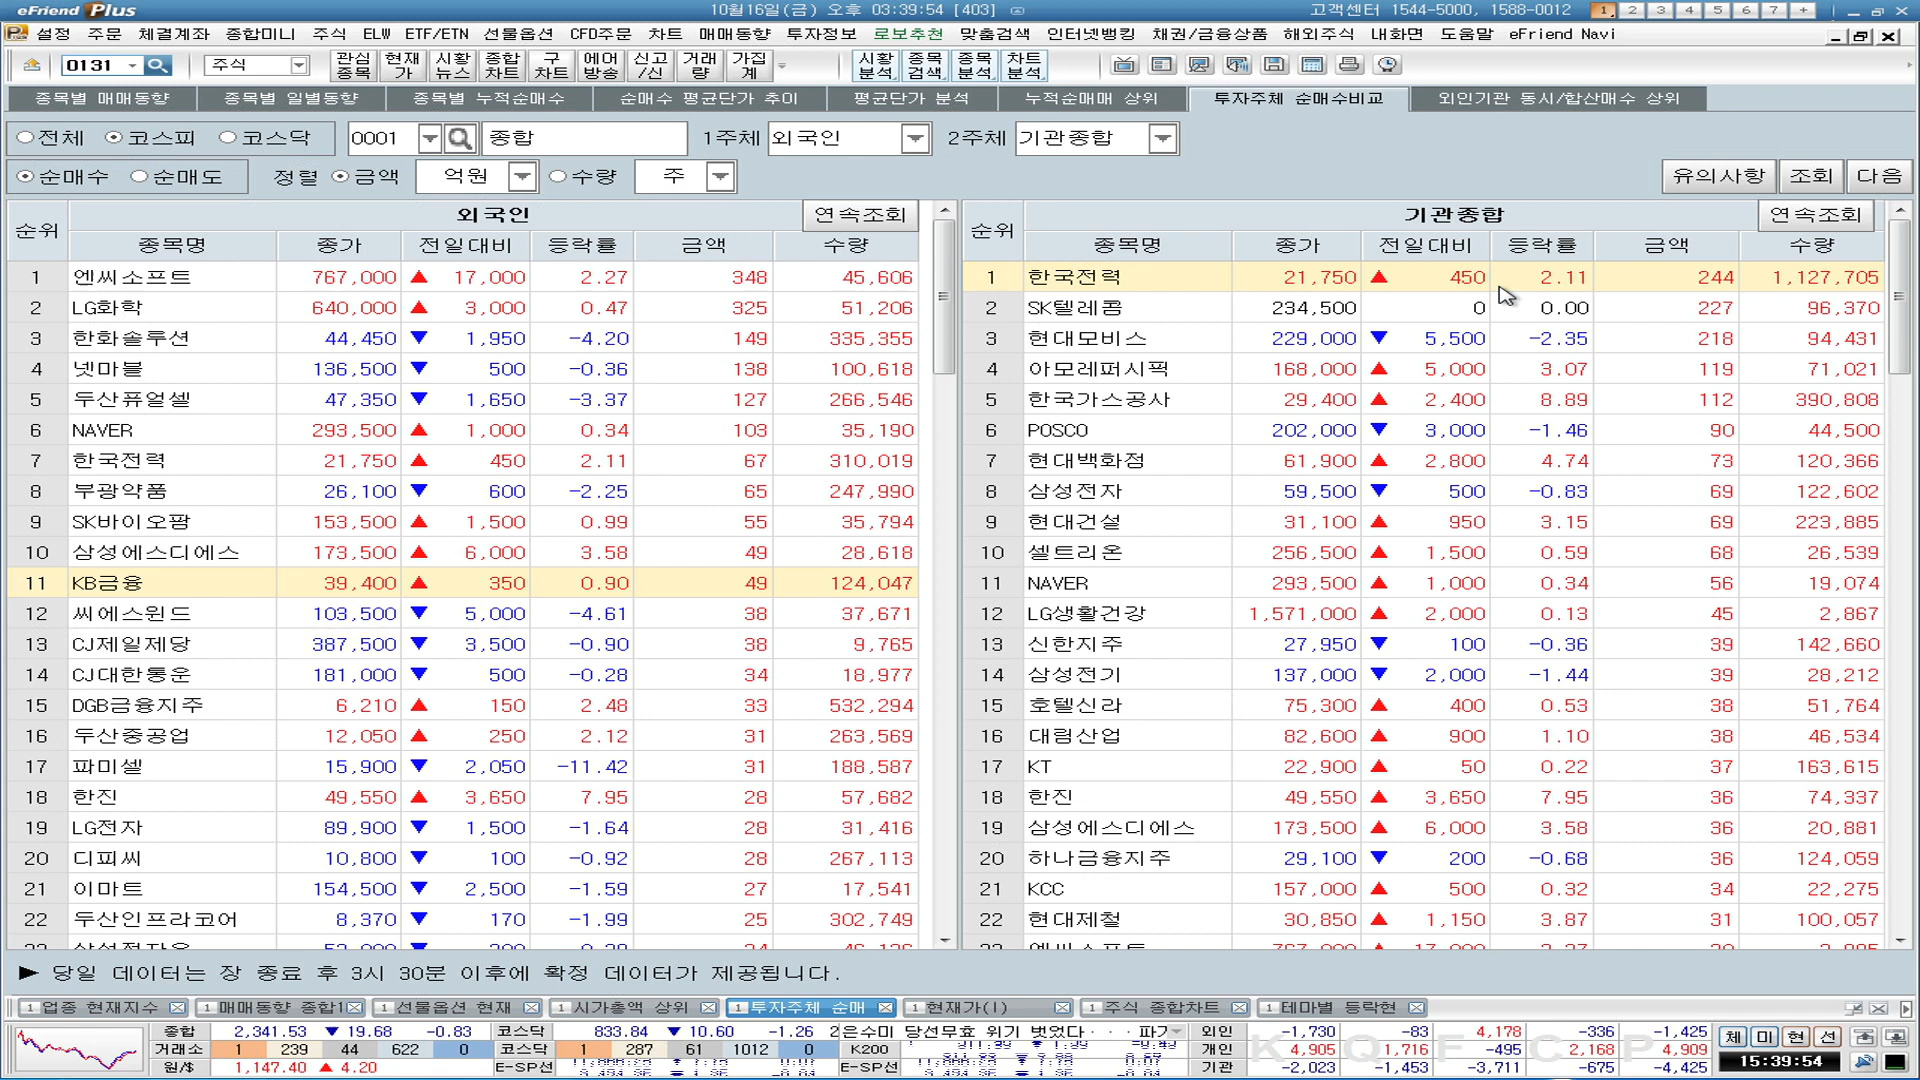 eFriend Plus 10월16일(금) 오후 03:39:54 [403] 고객센터 1544-5000, 1588-0012 1 2 3 4 5 6 7 +
설정 주문 체결계좌 종합미니 주식 ELW ETF/ETN 선물옵션 CFD주문 차트 매매동향 투자정보 로보추천 맞춤검색 인터넷뱅킹 채권/금융상품 해외주식 내화면 도움말 eFriend Navi
0131 주식 관심종목 현재가 시황뉴스 종합차트 구차트 에어방송 신고/신 거래량 가집계 시황분석 종목검색 종목분석 차트분석
종목별 매매동향 종목별 일별동향 종목별 누적순매수 순매수 평균단가 추이 평균단가 분석 누적순매매 상위 투자주체 순매수비교 외인기관 동시/합산매수 상위
전체 코스피 코스닥 0001 종합 1주체 외국인 2주체 기관종합
순매수 순매도 정렬 금액 억원 수량 주 유의사항 조회 다음
순위 외국인 연속조회 순위 기관종합 연속조회
종목명 종가 전일대비 등락률 금액 수량 종목명 종가 전일대비 등락률 금액 수량
1 엔씨소프트 767,000 ▲ 17,000 2.27 348 45,606 1 한국전력 21,750 ▲ 450 2.11 244 1,127,705
2 LG화학 640,000 ▲ 3,000 0.47 325 51,206 2 SK텔레콤 234,500 0 0.00 227 96,370
3 한화솔루션 44,450 ▼ 1,950 -4.20 149 335,355 3 현대모비스 229,000 ▼ 5,500 -2.35 218 94,431
4 넷마블 136,500 ▼ 500 -0.36 138 100,618 4 아모레퍼시픽 168,000 ▲ 5,000 3.07 119 71,021
5 두산퓨얼셀 47,350 ▼ 1,650 -3.37 127 266,546 5 한국가스공사 29,400 ▲ 2,400 8.89 112 390,808
6 NAVER 293,500 ▲ 1,000 0.34 103 35,190 6 POSCO 202,000 ▼ 3,000 -1.46 90 44,500
7 한국전력 21,750 ▲ 450 2.11 67 310,019 7 현대백화점 61,900 ▲ 2,800 4.74 73 120,366
8 부광약품 26,100 ▼ 600 -2.25 65 247,990 8 삼성전자 59,500 ▼ 500 -0.83 69 122,602
9 SK바이오팜 153,500 ▲ 1,500 0.99 55 35,794 9 현대건설 31,100 ▲ 950 3.15 69 223,885
10 삼성에스디에스 173,500 ▲ 6,000 3.58 49 28,618 10 셀트리온 256,500 ▲ 1,500 0.59 68 26,539
11 KB금융 39,400 ▲ 350 0.90 49 124,047 11 NAVER 293,500 ▲ 1,000 0.34 56 19,074
12 씨에스윈드 103,500 ▼ 5,000 -4.61 38 37,671 12 LG생활건강 1,571,000 ▲ 2,000 0.13 45 2,867
13 CJ제일제당 387,500 ▼ 3,500 -0.90 38 9,765 13 신한지주 27,950 ▼ 100 -0.36 39 142,660
14 CJ대한통운 181,000 ▼ 500 -0.28 34 18,977 14 삼성전기 137,000 ▼ 2,000 -1.44 39 28,212
15 DGB금융지주 6,210 ▲ 150 2.48 33 532,294 15 호텔신라 75,300 ▲ 400 0.53 38 51,764
16 두산중공업 12,050 ▲ 250 2.12 31 263,569 16 대림산업 82,600 ▲ 900 1.10 38 46,534
17 파미셀 15,900 ▼ 2,050 -11.42 31 188,587 17 KT 22,900 ▲ 50 0.22 37 163,615
18 한진 49,550 ▲ 3,650 7.95 28 57,682 18 한진 49,550 ▲ 3,650 7.95 36 74,337
19 LG전자 89,900 ▼ 1,500 -1.64 28 31,416 19 삼성에스디에스 173,500 ▲ 6,000 3.58 36 20,881
20 디피씨 10,800 ▼ 100 -0.92 28 267,113 20 하나금융지주 29,100 ▼ 200 -0.68 36 124,059
21 이마트 154,500 ▼ 2,500 -1.59 27 17,541 21 KCC 157,000 ▲ 500 0.32 34 22,275
22 두산인프라코어 8,370 ▼ 170 -1.99 25 302,749 22 현대제철 30,850 ▲ 1,150 3.87 31 100,057
▶ 당일 데이터는 장 종료 후 3시 30분 이후에 확정 데이터가 제공됩니다.
1 업종 현재지수 1 매매동향 종합1 1 선물옵션 현재 1 시가총액 상위 1 투자주체 순매 1 현재가(1) 1 주식 종합차트 1 테마별 등락현
종합 2,341.53 ▼ 19.68 -0.83 코스닥 833.84 ▼ 10.60 -1.26 은수미 당선무효 위기 벗었다··· 외인 -1,730 -83 4,178 -336 -1,425 체 미 현 선
거래소 1 239 44 622 0 코스닥 1 287 61 1012 0 K200 개인 4,905 1,716 -495 2,168 4,909
원/$ 1,147.40 ▲ 4.20 E-SP선 E-SP선 기관 -2,023 -1,453 -3,711 -675 -4,425 15:39:54